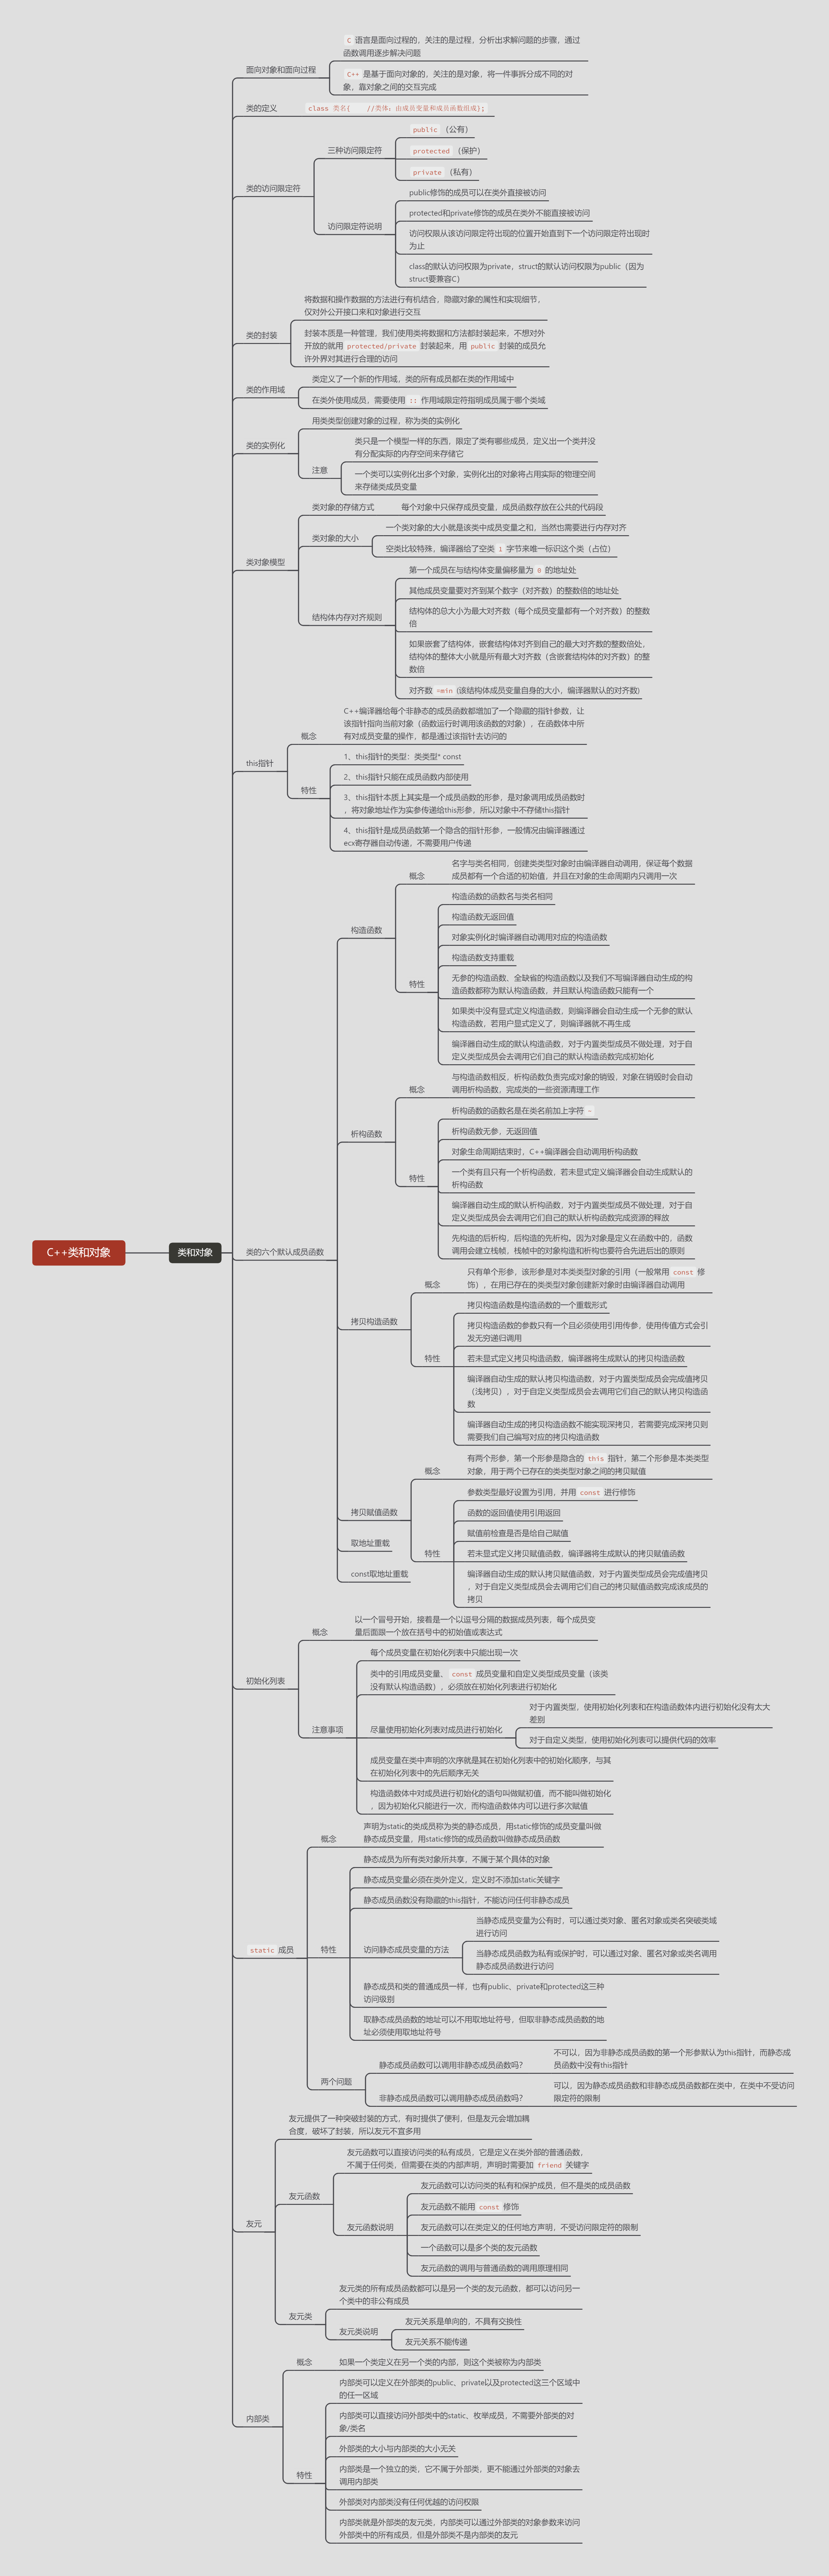 C 语言是面向过程的，关注的是过程，分析出求解问题的步骤，通过
函数调用逐步解决问题
面向对象和面向过程
C++ 是基于面向对象的，关注的是对象，将一件事拆分成不同的对
象，靠对象之间的交互完成
类的定义
class 类名{ //类体：由成员变量和成员函数组成};
类的访问限定符
三种访问限定符
public （公有）
protected （保护）
private （私有）
访问限定符说明
public修饰的成员可以在类外直接被访问
protected和private修饰的成员在类外不能直接被访问
访问权限从该访问限定符出现的位置开始直到下一个访问限定符出现时
为止
class的默认访问权限为private，struct的默认访问权限为public（因为
struct要兼容C）
类的封装
将数据和操作数据的方法进行有机结合，隐藏对象的属性和实现细节，
仅对外公开接口来和对象进行交互
封装本质是一种管理，我们使用类将数据和方法都封装起来，不想对外
开放的就用 protected/private 封装起来，用 public 封装的成员允
许外界对其进行合理的访问
类的作用域
类定义了一个新的作用域，类的所有成员都在类的作用域中
在类外使用成员，需要使用 :: 作用域限定符指明成员属于哪个类域
类的实例化
用类类型创建对象的过程，称为类的实例化
注意
类只是一个模型一样的东西，限定了类有哪些成员，定义出一个类并没
有分配实际的内存空间来存储它
一个类可以实例化出多个对象，实例化出的对象将占用实际的物理空间
来存储类成员变量
类对象模型
类对象的存储方式
每个对象中只保存成员变量，成员函数存放在公共的代码段
类对象的大小
一个类对象的大小就是该类中成员变量之和，当然也需要进行内存对齐
空类比较特殊，编译器给了空类 1 字节来唯一标识这个类（占位）
结构体内存对齐规则
第一个成员在与结构体变量偏移量为 0 的地址处
其他成员变量要对齐到某个数字（对齐数）的整数倍的地址处
结构体的总大小为最大对齐数（每个成员变量都有一个对齐数）的整数
倍
如果嵌套了结构体，嵌套结构体对齐到自己的最大对齐数的整数倍处，
结构体的整体大小就是所有最大对齐数（含嵌套结构体的对齐数）的整
数倍
对齐数 =min (该结构体成员变量自身的大小，编译器默认的对齐数)
this指针
概念
C++编译器给每个非静态的成员函数都增加了一个隐藏的指针参数，让
该指针指向当前对象（函数运行时调用该函数的对象），在函数体中所
有对成员变量的操作，都是通过该指针去访问的
特性
1、this指针的类型：类类型* const
2、this指针只能在成员函数内部使用
3、this指针本质上其实是一个成员函数的形参，是对象调用成员函数时
，将对象地址作为实参传递给this形参，所以对象中不存储this指针
4、this指针是成员函数第一个隐含的指针形参，一般情况由编译器通过
ecx寄存器自动传递，不需要用户传递
C++类和对象
类和对象
类的六个默认成员函数
构造函数
概念
名字与类名相同，创建类类型对象时由编译器自动调用，保证每个数据
成员都有一个合适的初始值，并且在对象的生命周期内只调用一次
特性
构造函数的函数名与类名相同
构造函数无返回值
对象实例化时编译器自动调用对应的构造函数
构造函数支持重载
无参的构造函数、全缺省的构造函数以及我们不写编译器自动生成的构
造函数都称为默认构造函数，并且默认构造函数只能有一个
如果类中没有显式定义构造函数，则编译器会自动生成一个无参的默认
构造函数，若用户显式定义了，则编译器就不再生成
编译器自动生成的默认构造函数，对于内置类型成员不做处理，对于自
定义类型成员会去调用它们自己的默认构造函数完成初始化
析构函数
概念
与构造函数相反，析构函数负责完成对象的销毁，对象在销毁时会自动
调用析构函数，完成类的一些资源清理工作
特性
析构函数的函数名是在类名前加上字符 ~
析构函数无参，无返回值
对象生命周期结束时，C++编译器会自动调用析构函数
一个类有且只有一个析构函数，若未显式定义编译器会自动生成默认的
析构函数
编译器自动生成的默认析构函数，对于内置类型成员不做处理，对于自
定义类型成员会去调用它们自己的默认析构函数完成资源的释放
先构造的后析构，后构造的先析构。因为对象是定义在函数中的，函数
调用会建立栈帧，栈帧中的对象构造和析构也要符合先进后出的原则
拷贝构造函数
概念
只有单个形参，该形参是对本类类型对象的引用（一般常用 const 修
饰），在用已存在的类类型对象创建新对象时由编译器自动调用
特性
拷贝构造函数是构造函数的一个重载形式
拷贝构造函数的参数只有一个且必须使用引用传参，使用传值方式会引
发无穷递归调用
若未显式定义拷贝构造函数，编译器将生成默认的拷贝构造函数
编译器自动生成的默认拷贝构造函数，对于内置类型成员会完成值拷贝
（浅拷贝），对于自定义类型成员会去调用它们自己的默认拷贝构造函
数
编译器自动生成的拷贝构造函数不能实现深拷贝，若需要完成深拷贝则
需要我们自己编写对应的拷贝构造函数
拷贝赋值函数
概念
有两个形参，第一个形参是隐含的 this 指针，第二个形参是本类类型
对象，用于两个已存在的类类型对象之间的拷贝赋值
特性
参数类型最好设置为引用，并用 const 进行修饰
函数的返回值使用引用返回
赋值前检查是否是给自己赋值
若未显式定义拷贝赋值函数，编译器将生成默认的拷贝赋值函数
编译器自动生成的默认拷贝赋值函数，对于内置类型成员会完成值拷贝
，对于自定义类型成员会去调用它们自己的拷贝赋值函数完成该成员的
拷贝
取地址重载
const取地址重载
初始化列表
概念
以一个冒号开始，接着是一个以逗号分隔的数据成员列表，每个成员变
量后面跟一个放在括号中的初始值或表达式
注意事项
每个成员变量在初始化列表中只能出现一次
类中的引用成员变量、 const 成员变量和自定义类型成员变量（该类
没有默认构造函数），必须放在初始化列表进行初始化
尽量使用初始化列表对成员进行初始化
对于内置类型，使用初始化列表和在构造函数体内进行初始化没有太大
差别
对于自定义类型，使用初始化列表可以提供代码的效率
成员变量在类中声明的次序就是其在初始化列表中的初始化顺序，与其
在初始化列表中的先后顺序无关
构造函数体中对成员进行初始化的语句叫做赋初值，而不能叫做初始化
，因为初始化只能进行一次，而构造函数体内可以进行多次赋值
static 成员
概念
声明为static的类成员称为类的静态成员，用static修饰的成员变量叫做
静态成员变量，用static修饰的成员函数叫做静态成员函数
特性
静态成员为所有类对象所共享，不属于某个具体的对象
静态成员变量必须在类外定义，定义时不添加static关键字
静态成员函数没有隐藏的this指针，不能访问任何非静态成员
访问静态成员变量的方法
当静态成员变量为公有时，可以通过类对象、匿名对象或类名突破类域
进行访问
当静态成员函数为私有或保护时，可以通过对象、匿名对象或类名调用
静态成员函数进行访问
静态成员和类的普通成员一样，也有public、private和protected这三种
访问级别
取静态成员函数的地址可以不用取地址符号，但取非静态成员函数的地
址必须使用取地址符号
两个问题
静态成员函数可以调用非静态成员函数吗？
不可以，因为非静态成员函数的第一个形参默认为this指针，而静态成
员函数中没有this指针
非静态成员函数可以调用静态成员函数吗？
可以，因为静态成员函数和非静态成员函数都在类中，在类中不受访问
限定符的限制
友元
友元提供了一种突破封装的方式，有时提供了便利，但是友元会增加耦
合度，破坏了封装，所以友元不宜多用
友元函数
友元函数可以直接访问类的私有成员，它是定义在类外部的普通函数，
不属于任何类，但需要在类的内部声明，声明时需要加 friend 关键字
友元函数说明
友元函数可以访问类的私有和保护成员，但不是类的成员函数
友元函数不能用 const 修饰
友元函数可以在类定义的任何地方声明，不受访问限定符的限制
一个函数可以是多个类的友元函数
友元函数的调用与普通函数的调用原理相同
友元类
友元类的所有成员函数都可以是另一个类的友元函数，都可以访问另一
个类中的非公有成员
友元类说明
友元关系是单向的，不具有交换性
友元关系不能传递
内部类
概念
如果一个类定义在另一个类的内部，则这个类被称为内部类
特性
内部类可以定义在外部类的public、private以及protected这三个区域中
的任一区域
内部类可以直接访问外部类中的static、枚举成员，不需要外部类的对
象/类名
外部类的大小与内部类的大小无关
内部类是一个独立的类，它不属于外部类，更不能通过外部类的对象去
调用内部类
外部类对内部类没有任何优越的访问权限
内部类就是外部类的友元类，内部类可以通过外部类的对象参数来访问
外部类中的所有成员，但是外部类不是内部类的友元